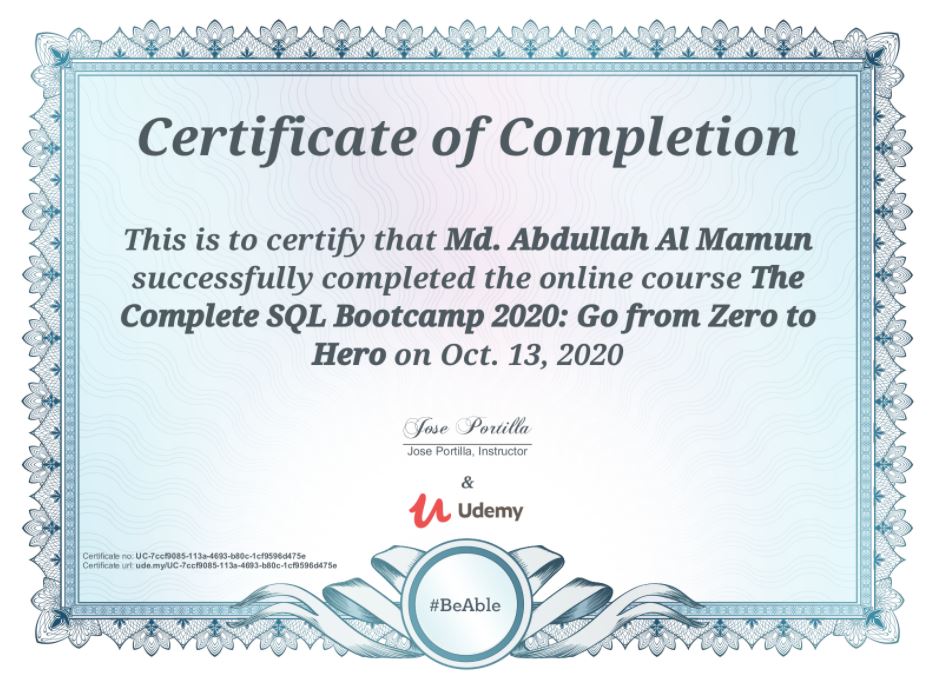 Certificate of Completion
This is to certify that Md. Abdullah Al Mamun
successfully completed the online course The
Complete SQL Bootcamp 2020: Go from Zero to
Hero on Oct. 13, 2020
Jose Portilla
Jose Portilla, Instructor
&
Udemy
Certificate no: UC-7ccf9085-113a-4693-b80c-1cf9596d475e
Certificate url: ude.my/UC-7ccf9085-113a-4693-b80c-1cf9596d475e
#BeAble